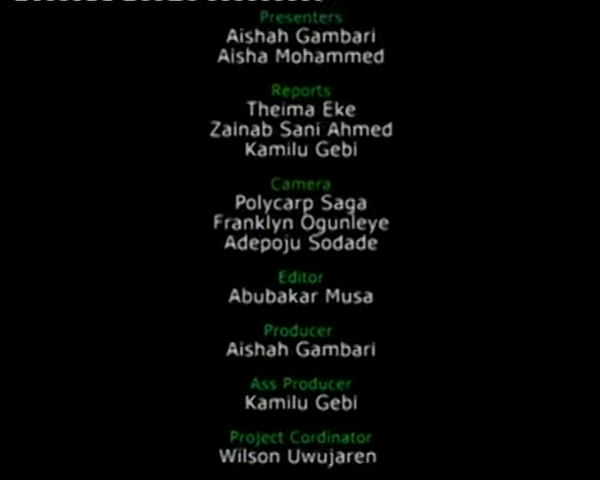 Presenters
Aishah Gambari
Aisha Mohammed
Reports
Theima Eke
Zainab Sani Ahmed
Kamilu Gebi
Camera
Polycarp Saga
Franklyn Ogunleye
Adepoju Sodade
Editor
Abubakar Musa
Producer
Aishah Gambari
Ass Producer
Kamilu Gebi
Project Cordinator
Wilson Uwujaren